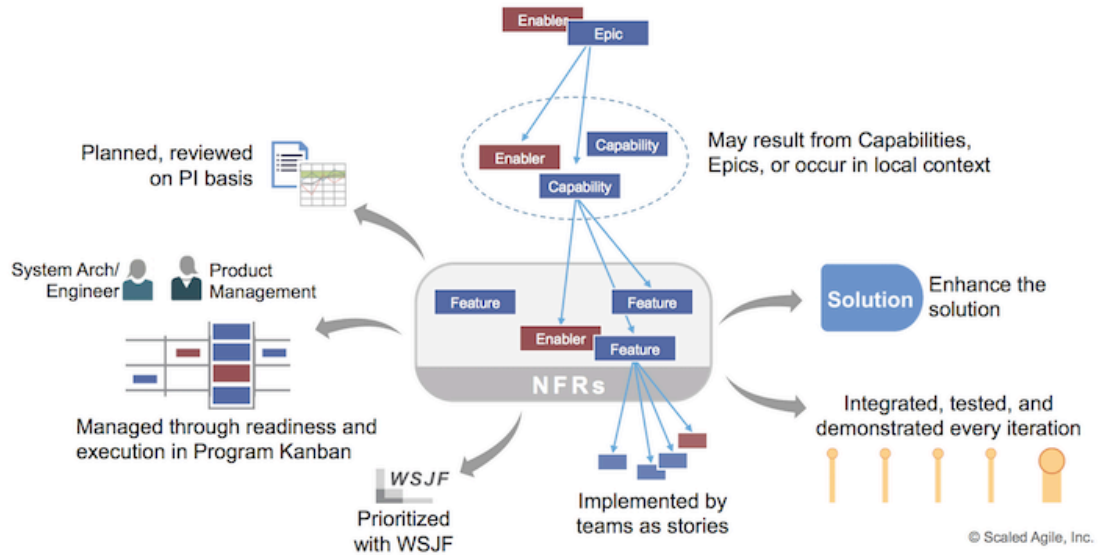 Enabler
Epic
Enabler
Capability
Capability
May result from Capabilities,
Epics, or occur in local context
Planned, reviewed
on PI basis
System Arch/
Engineer
Product
Management
Managed through readiness and
execution in Program Kanban
Feature
Feature
Enabler
Feature
NFRs
Solution
Enhance the
solution
Integrated, tested, and
demonstrated every iteration
WSJF
Prioritized
with WSJF
Implemented by
teams as stories
© Scaled Agile, Inc.